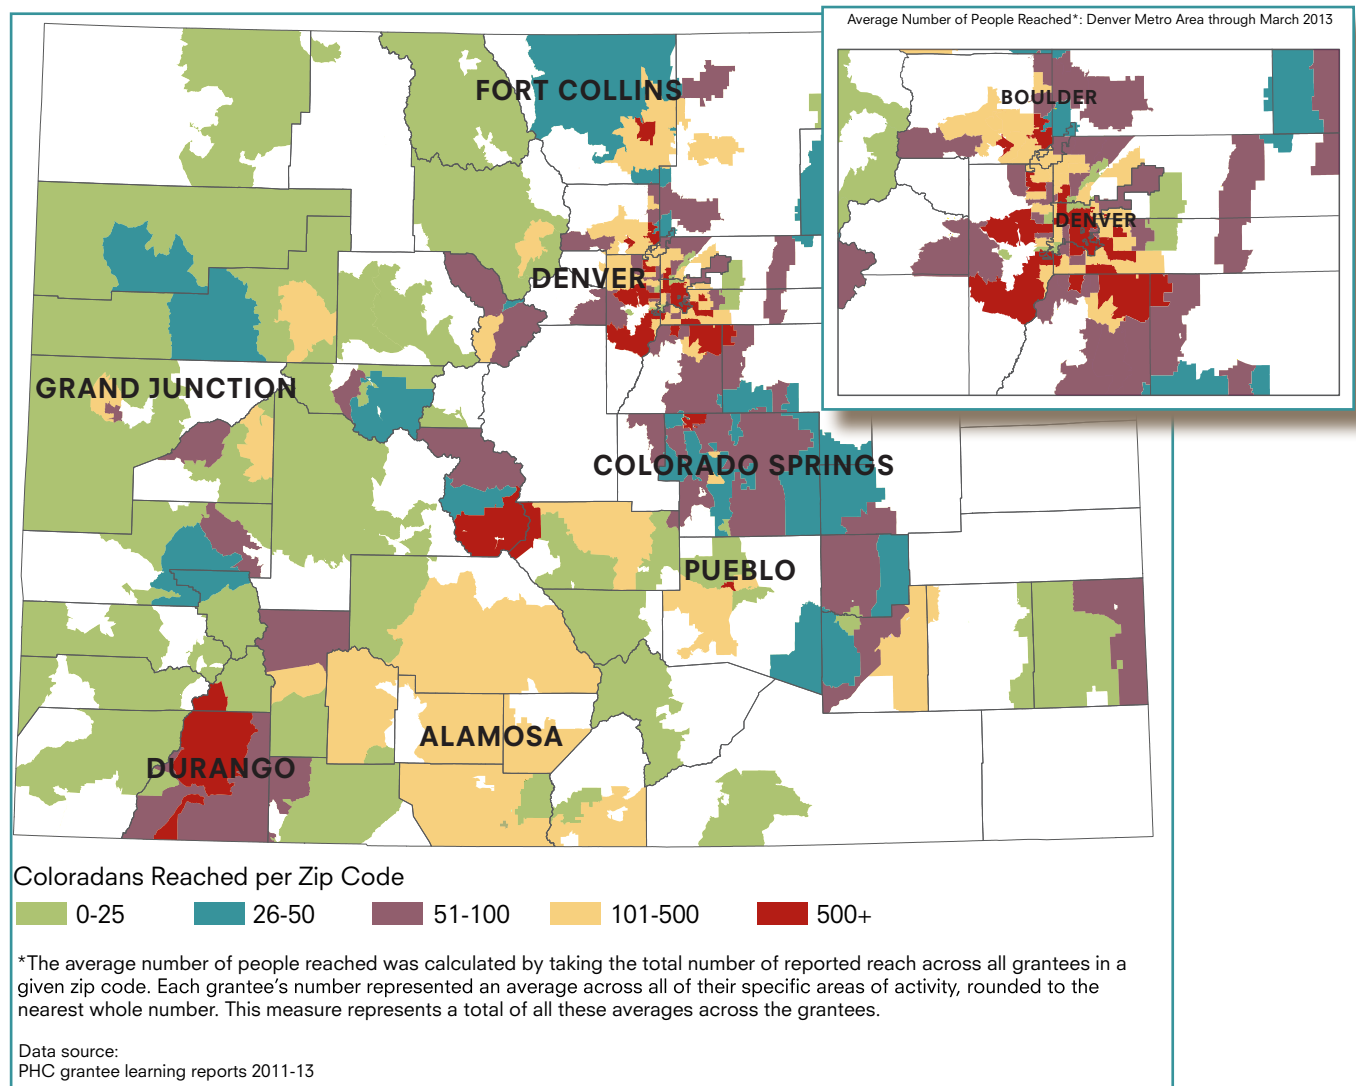 Average Number of People Reached*: Denver Metro Area through March 2013
BOULDER
DENVER
FORT COLLINS
DENVER
GRAND JUNCTION
COLORADO SPRINGS
PUEBLO
ALAMOSA
DURANGO
Coloradans Reached per Zip Code
0-25 26-50 51-100 101-500 500+
*The average number of people reached was calculated by taking the total number of reported reach across all grantees in a
given zip code. Each grantee’s number represented an average across all of their specific areas of activity, rounded to the
nearest whole number. This measure represents a total of all these averages across the grantees.
Data source:
PHC grantee learning reports 2011-13